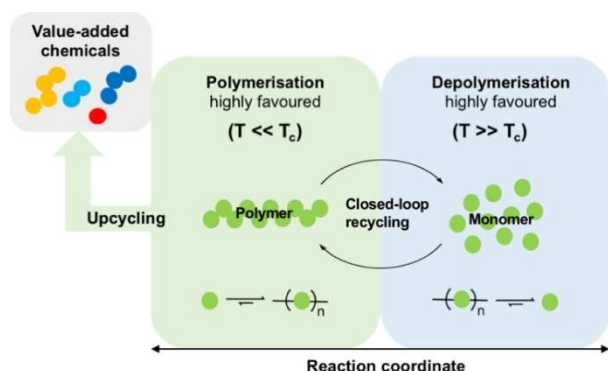 Value-added
chemicals
Polymerisation
highly favoured
(T << Tc)
Depolymerisation
highly favoured
(T >> Tc)
Upcycling
Polymer
Closed-loop
recycling
Monomer
( )n
( )n
Reaction coordinate